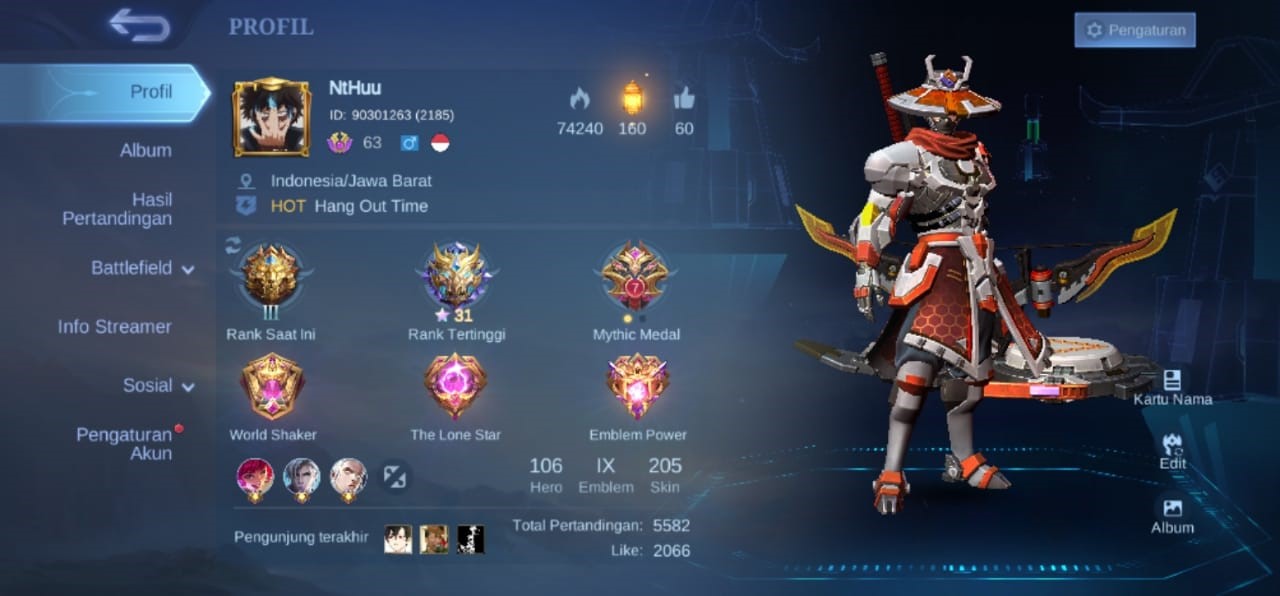 PROFIL
Pengaturan
Profil
Album
Hasil
Pertandingan
Battlefield
Info Streamer
Sosial
Pengaturan
Akun
NtHuu
ID: 90301263 (2185)
63
74240 160 60
Indonesia/Jawa Barat
HOT Hang Out Time
III
31
7
Rank Saat Ini
Rank Tertinggi
Mythic Medal
World Shaker
The Lone Star
Emblem Power
106 IX 205
Hero Emblem Skin
Pengunjung terakhir
Total Pertandingan: 5582
Like: 2066
Kartu Nama
Edit
Album